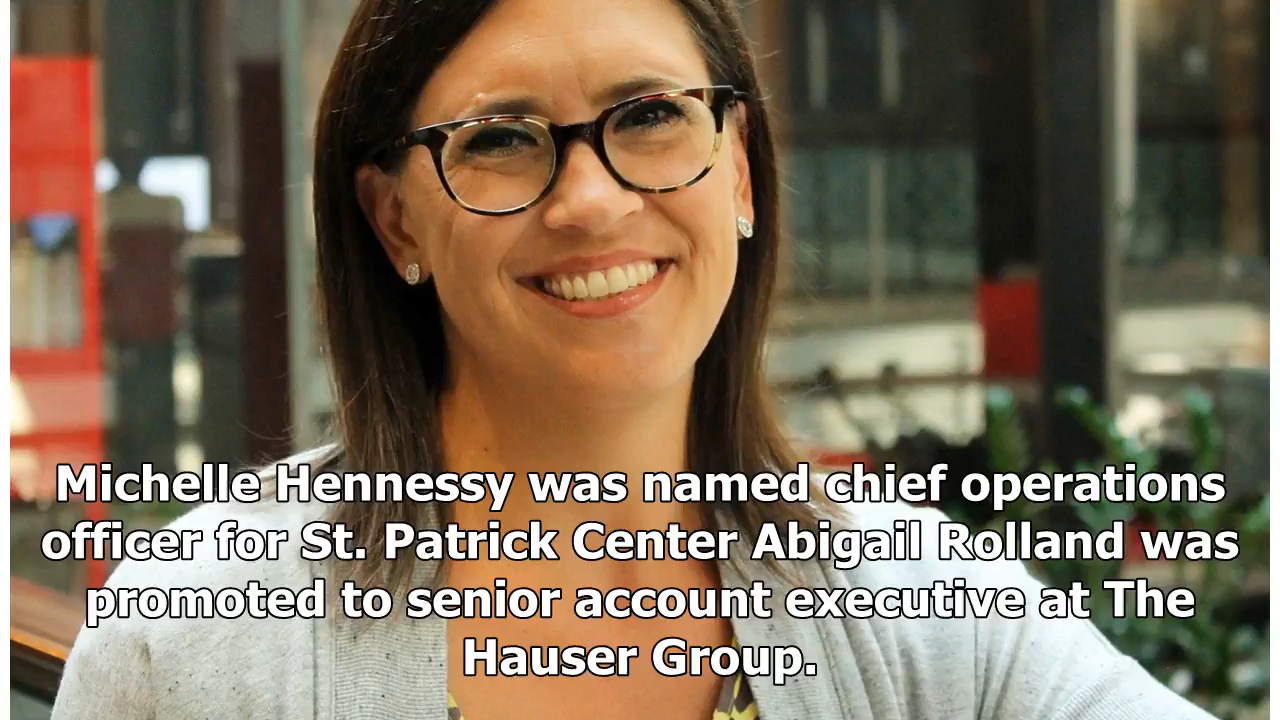 Michelle Hennessy was named chief operations
officer for St. Patrick Center Abigail Rolland was
promoted to senior account executive at The
Hauser Group.